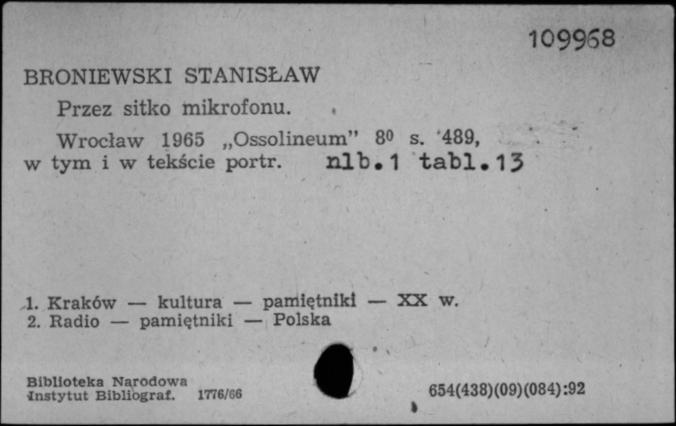 109968
BRONIEWSKI STANISŁAW
Przez sitko mikrofonu.
Wrocław 1965 „Ossolineum” 8⁰ s. 489,
w tym i w tekście portr. nlb.1 tabl.13
1. Kraków — kultura — pamiętniki — XX w.
2. Radio — pamiętniki — Polska
Biblioteka Narodowa
Instytut Bibliograf. 1776/66
654(438)(09)(084):92